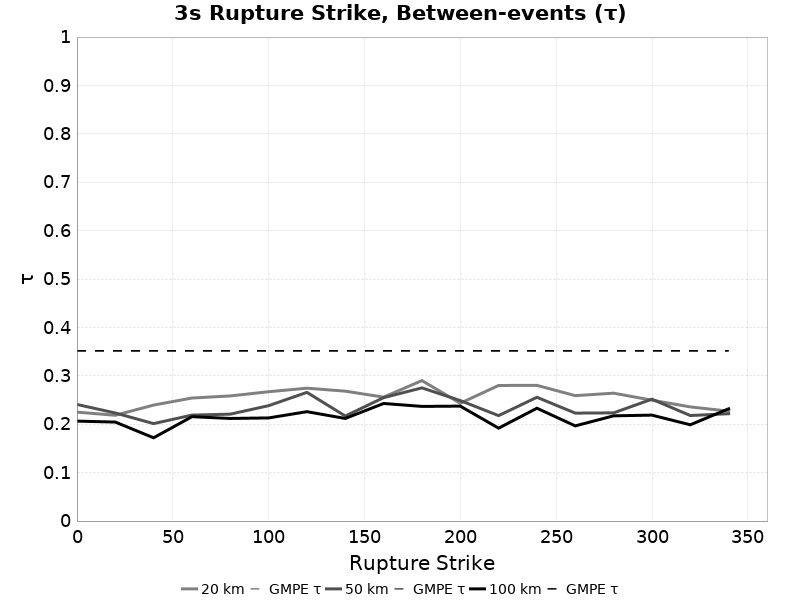 3s Rupture Strike, Between-events (τ)
1
0.9
0.8
0.7
0.6
0.5
0.4
0.3
0.2
0.1
0
τ
0 50 100 150 200 250 300 350
Rupture Strike
20 km GMPE τ 50 km GMPE τ 100 km GMPE τ